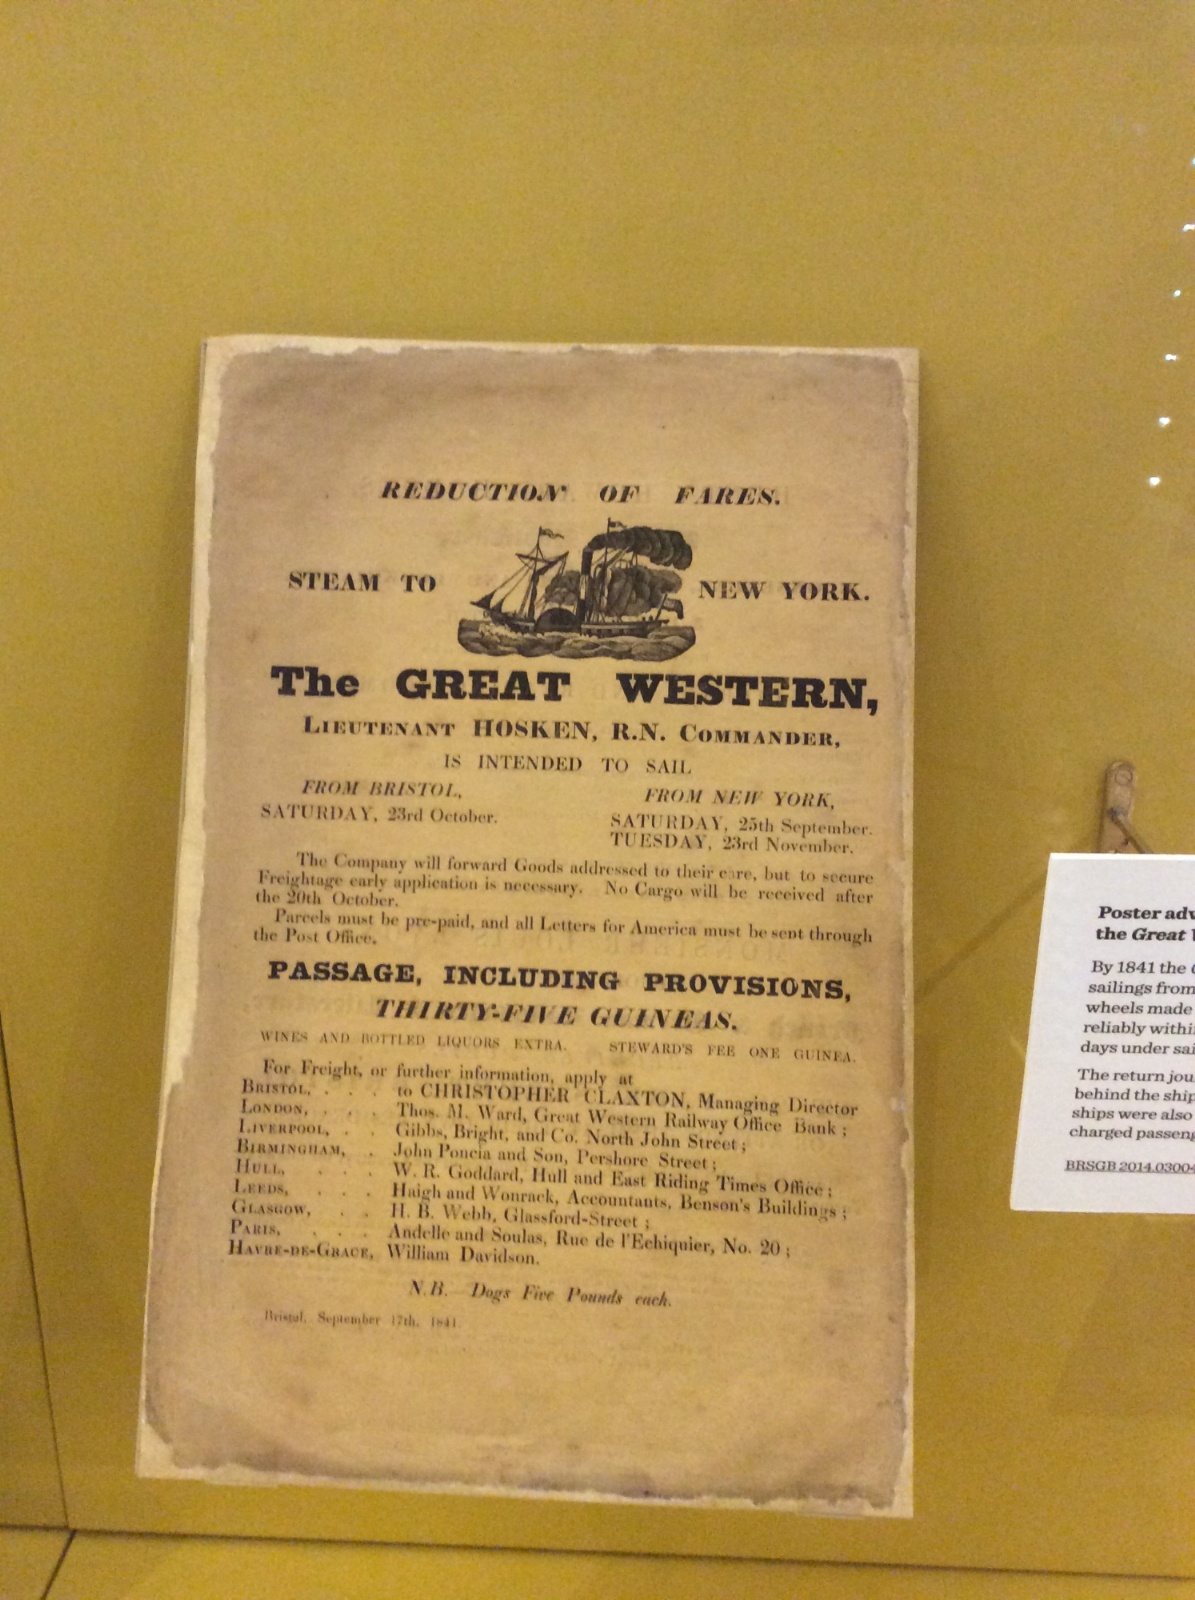 REDUCTION OF FARES.
STEAM TO NEW YORK.
The GREAT WESTERN,
LIEUTENANT HOSKEN, R.N. COMMANDER,
IS INTENDED TO SAIL
FROM BRISTOL,
SATURDAY, 23rd October.
FROM NEW YORK,
SATURDAY, 25th September.
TUESDAY, 23rd November.
The Company will forward Goods addressed to their care, but to secure
Freightage early application is necessary. No Cargo will be received after
the 20th October.
Parcels must be pre-paid, and all Letters for America must be sent through
the Post Office.
PASSAGE, INCLUDING PROVISIONS,
THIRTY-FIVE GUINEAS.
WINES AND BOTTLED LIQUORS EXTRA. STEWARD'S FEE ONE GUINEA.
For Freight, or further information, apply at
BRISTOL, . . . to CHRISTOPHER CLAXTON, Managing Director
LONDON, . . . Thos. M. Ward, Great Western Railway Office Bank;
LIVERPOOL, . . Gibbs, Bright, and Co. North John Street;
BIRMINGHAM, . John Poncia and Son, Pershore Street;
HULL, . . . W. R. Goddard, Hull and East Riding Times Office;
LEEDS, . . . Haigh and Wonrack, Accountants, Benson's Buildings;
GLASGOW, . . H. B. Webb, Glassford-Street;
PARIS, . . . Andelle and Soulas, Rue de l'Echiquier, No. 20;
HAVRE-DE-GRACE, William Davidson.
N.B. Dogs Five Pounds each.
Bristol, September 17th, 1841.
Poster adv
the Great
By 1841 the
sailings from
wheels made
reliably withi
days under sai
The return jou
behind the ship
ships were also
charged passeng
BRSGB 2014.03004